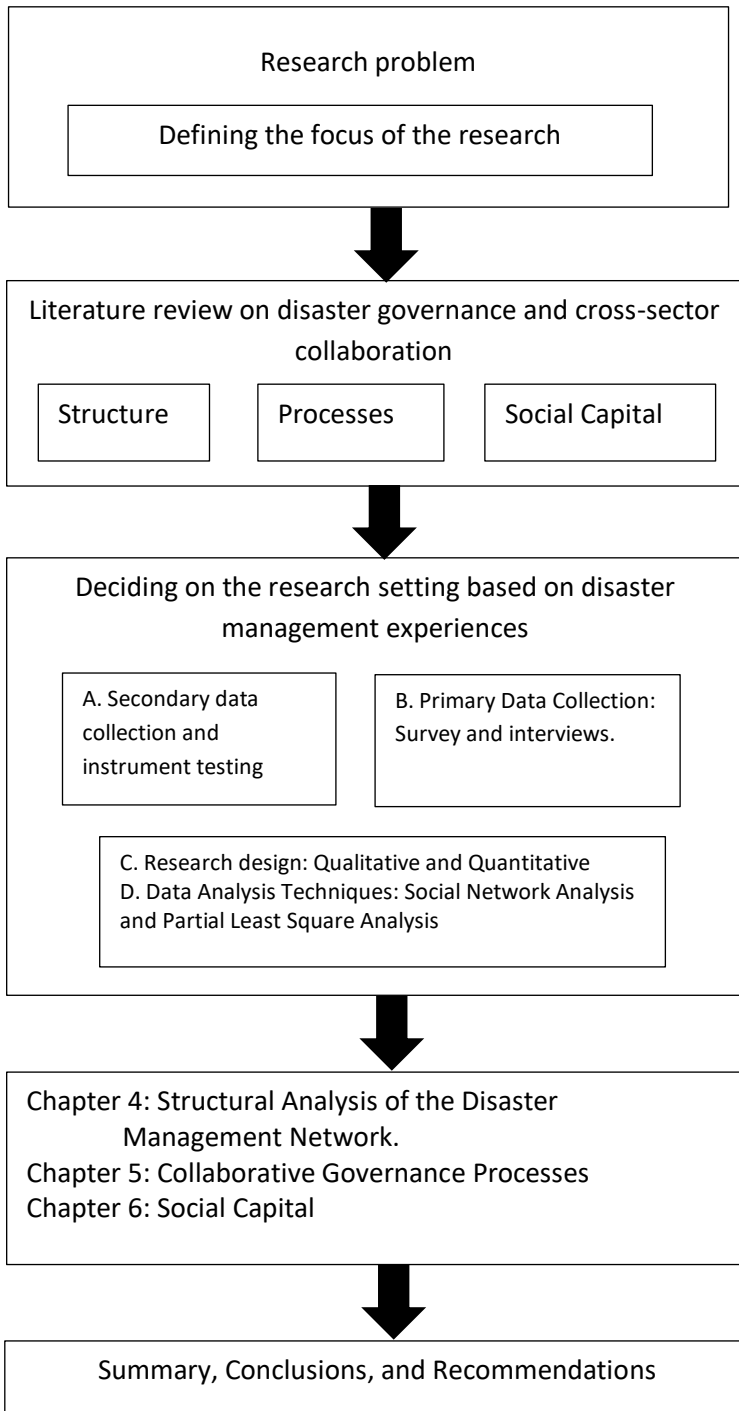 Research problem
Defining the focus of the research
Literature review on disaster governance and cross-sector
collaboration
Structure
Processes
Social Capital
Deciding on the research setting based on disaster
management experiences
A. Secondary data
collection and
instrument testing
B. Primary Data Collection:
Survey and interviews.
C. Research design: Qualitative and Quantitative
D. Data Analysis Techniques: Social Network Analysis
and Partial Least Square Analysis
Chapter 4: Structural Analysis of the Disaster
Management Network.
Chapter 5: Collaborative Governance Processes
Chapter 6: Social Capital
Summary, Conclusions, and Recommendations